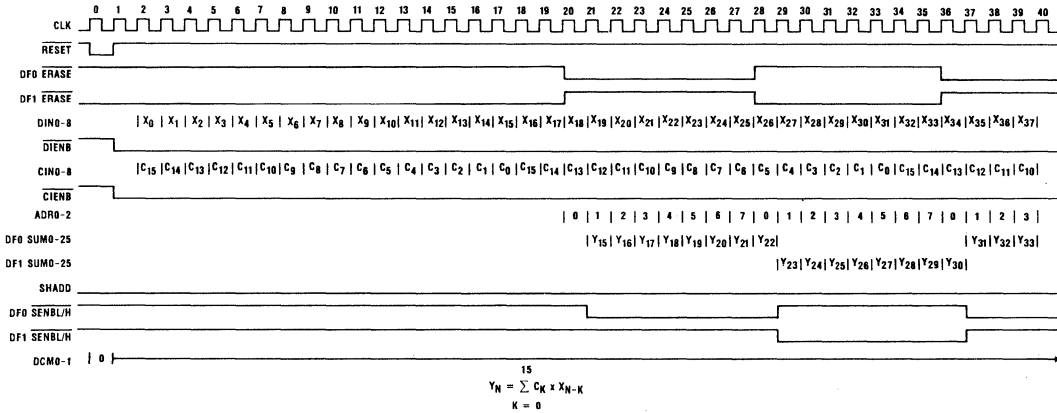 0 1 2 3 4 5 6 7 8 9 10 11 12 13 14 15 16 17 18 19 20 21 22 23 24 25 26 27 28 29 30 31 32 33 34 35 36 37 38 39 40
CLK
RESET
DF0 ERASE
DF1 ERASE
DIN0-8 |X0|X1|X2|X3|X4|X5|X6|X7|X8|X9|X10|X11|X12|X13|X14|X15|X16|X17|X18|X19|X20|X21|X22|X23|X24|X25|X26|X27|X28|X29|X30|X31|X32|X33|X34|X35|X36|X37|
DIENB
CIN0-8 |C15|C14|C13|C12|C11|C10|C9|C8|C7|C6|C5|C4|C3|C2|C1|C0|C15|C14|C13|C12|C11|C10|C9|C8|C7|C6|C5|C4|C3|C2|C1|C0|C15|C14|C13|C12|C11|C10|
CIENB
ADR0-2 |0|1|2|3|4|5|6|7|0|1|2|3|4|5|6|7|0|1|2|3|
DF0 SUM0-25 |Y15|Y16|Y17|Y18|Y19|Y20|Y21|Y22| |Y31|Y32|Y33|
DF1 SUM0-25 |Y23|Y24|Y25|Y26|Y27|Y28|Y29|Y30|
SHADD
DF0 SENBL/H
DF1 SENBL/H
DCM0-1 | 0 |
15
YN = ∑ CK x XN-K
K = 0